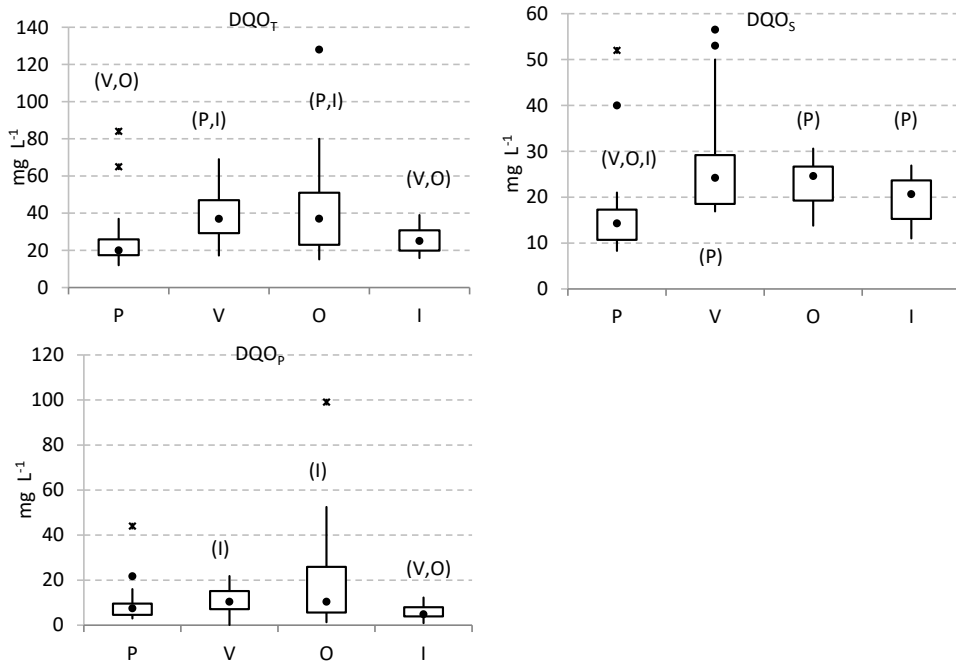 DQO_T
mg L⁻¹
140
120
100
80
60
40
20
0
(V,O)
(P,I)
(P,I)
(V,O)
P V O I
DQO_S
mg L⁻¹
60
50
40
30
20
10
0
(V,O,I)
(P)
(P)
(P)
P V O I
DQO_P
mg L⁻¹
120
100
80
60
40
20
0
(I)
(I)
(V,O)
P V O I